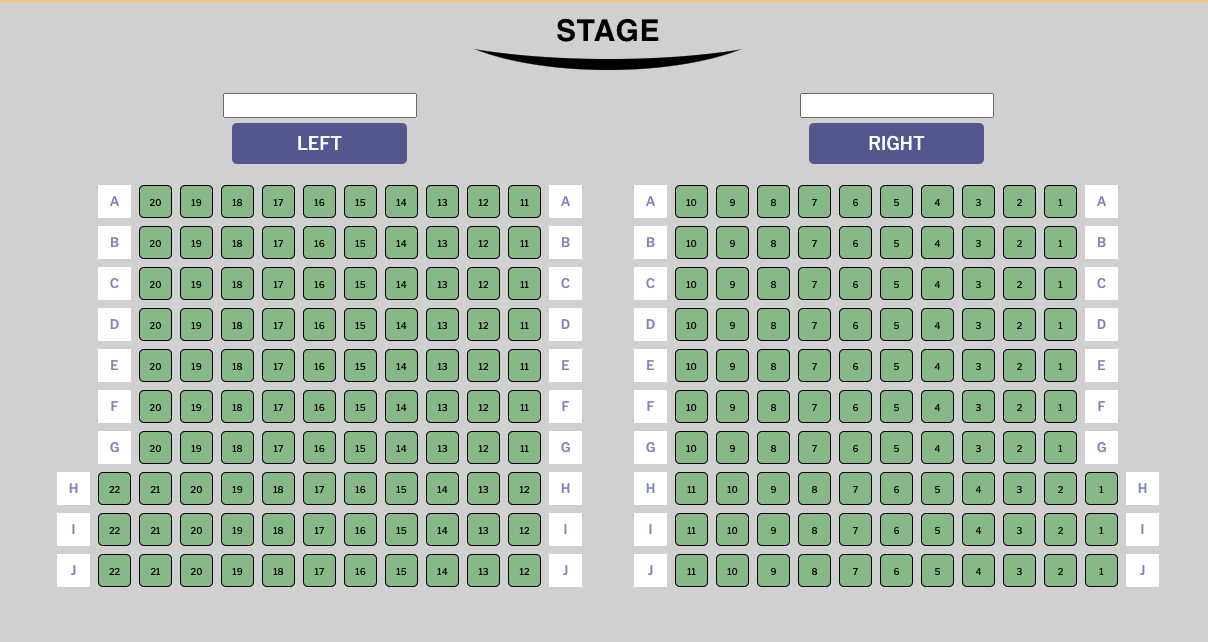 STAGE
LEFT RIGHT
A 20 19 18 17 16 15 14 13 12 11 A A 10 9 8 7 6 5 4 3 2 1 A
B 20 19 18 17 16 15 14 13 12 11 B B 10 9 8 7 6 5 4 3 2 1 B
C 20 19 18 17 16 15 14 13 12 11 C C 10 9 8 7 6 5 4 3 2 1 C
D 20 19 18 17 16 15 14 13 12 11 D D 10 9 8 7 6 5 4 3 2 1 D
E 20 19 18 17 16 15 14 13 12 11 E E 10 9 8 7 6 5 4 3 2 1 E
F 20 19 18 17 16 15 14 13 12 11 F F 10 9 8 7 6 5 4 3 2 1 F
G 20 19 18 17 16 15 14 13 12 11 G G 10 9 8 7 6 5 4 3 2 1 G
H 22 21 20 19 18 17 16 15 14 13 12 H H 11 10 9 8 7 6 5 4 3 2 1 H
I 22 21 20 19 18 17 16 15 14 13 12 I I 11 10 9 8 7 6 5 4 3 2 1 I
J 22 21 20 19 18 17 16 15 14 13 12 J J 11 10 9 8 7 6 5 4 3 2 1 J